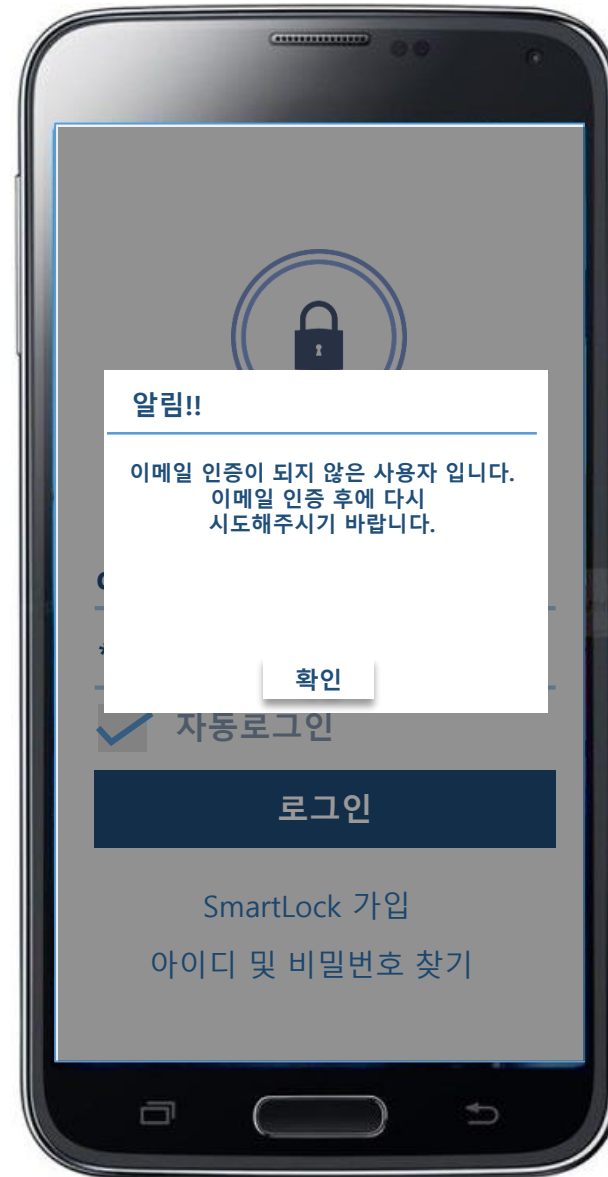 알림!!
이메일 인증이 되지 않은 사용자 입니다.
이메일 인증 후에 다시
시도해주시기 바랍니다.
확인
자동로그인
로그인
SmartLock 가입
아이디 및 비밀번호 찾기